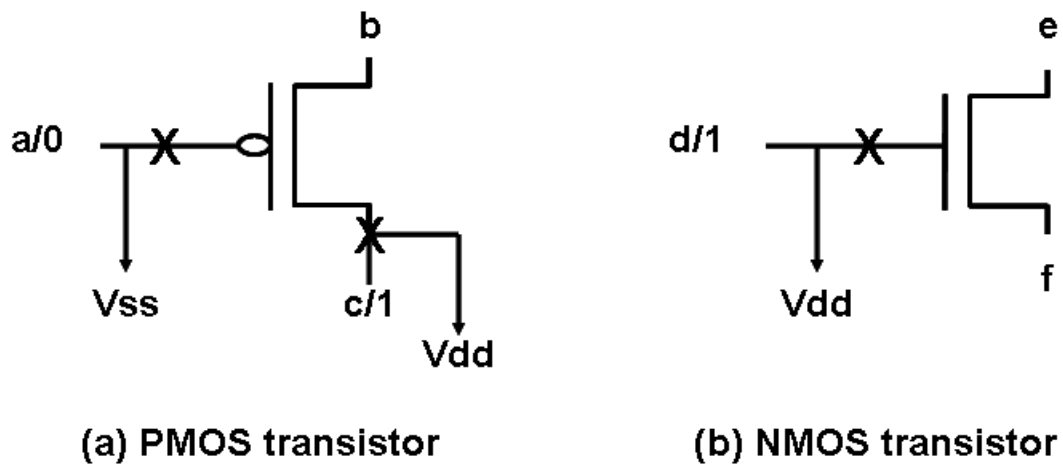 b
a/0
Vss
c/1
Vdd
(a) PMOS transistor
e
d/1
Vdd
f
(b) NMOS transistor